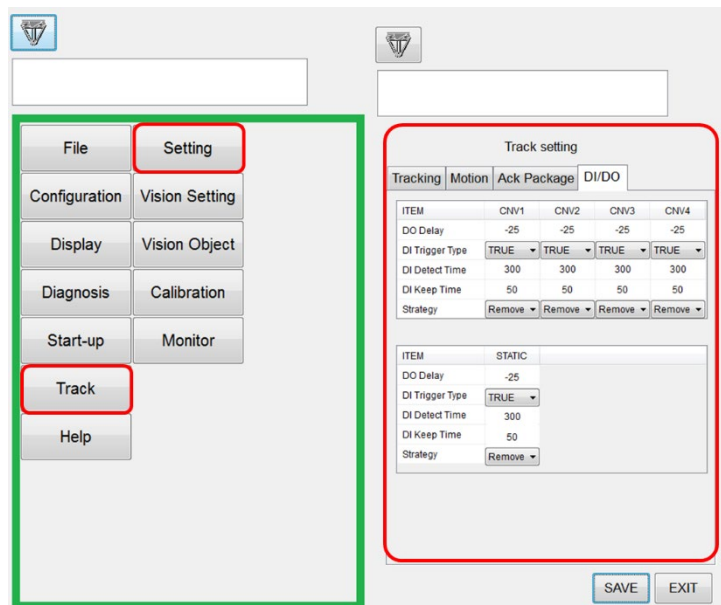 File Setting
Configuration Vision Setting
Display Vision Object
Diagnosis Calibration
Start-up Monitor
Track
Help
Track setting
Tracking Motion Ack Package DI/DO
ITEM CNV1 CNV2 CNV3 CNV4
DO Delay -25 -25 -25 -25
DI Trigger Type TRUE TRUE TRUE TRUE
DI Detect Time 300 300 300 300
DI Keep Time 50 50 50 50
Strategy Remove Remove Remove Remove
ITEM STATIC
DO Delay -25
DI Trigger Type TRUE
DI Detect Time 300
DI Keep Time 50
Strategy Remove
SAVE EXIT